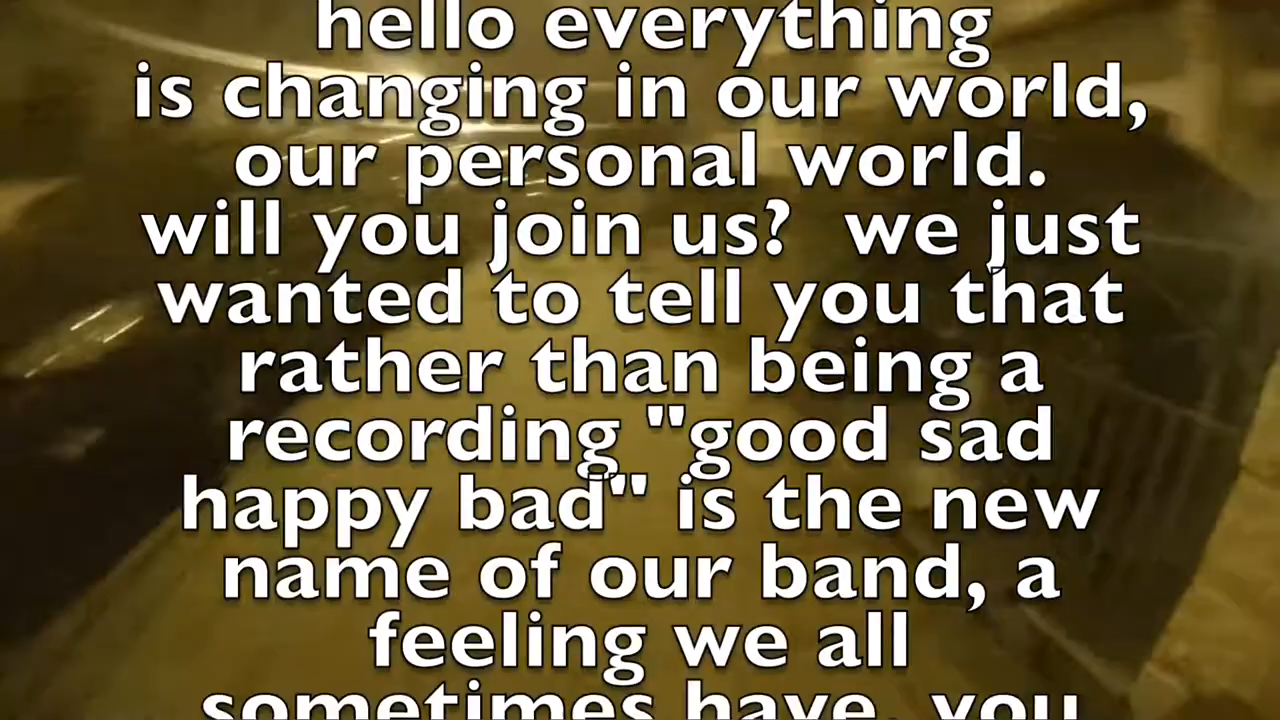 hello everything
is changing in our world,
our personal world.
will you join us?  we just
wanted to tell you that
rather than being a
recording "good sad
happy bad" is the new
name of our band, a
feeling we all
sometimes have, you